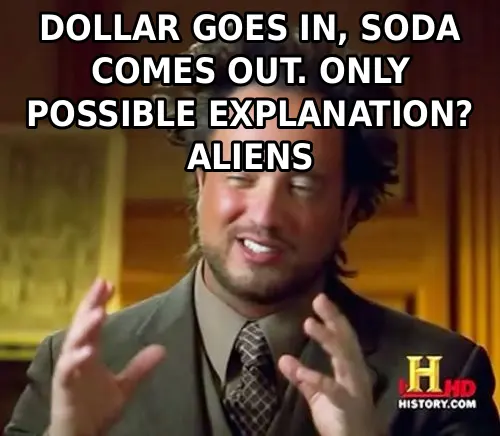 DOLLAR GOES IN, SODA
COMES OUT. ONLY
POSSIBLE EXPLANATION?
ALIENS
H HD
HISTORY.COM